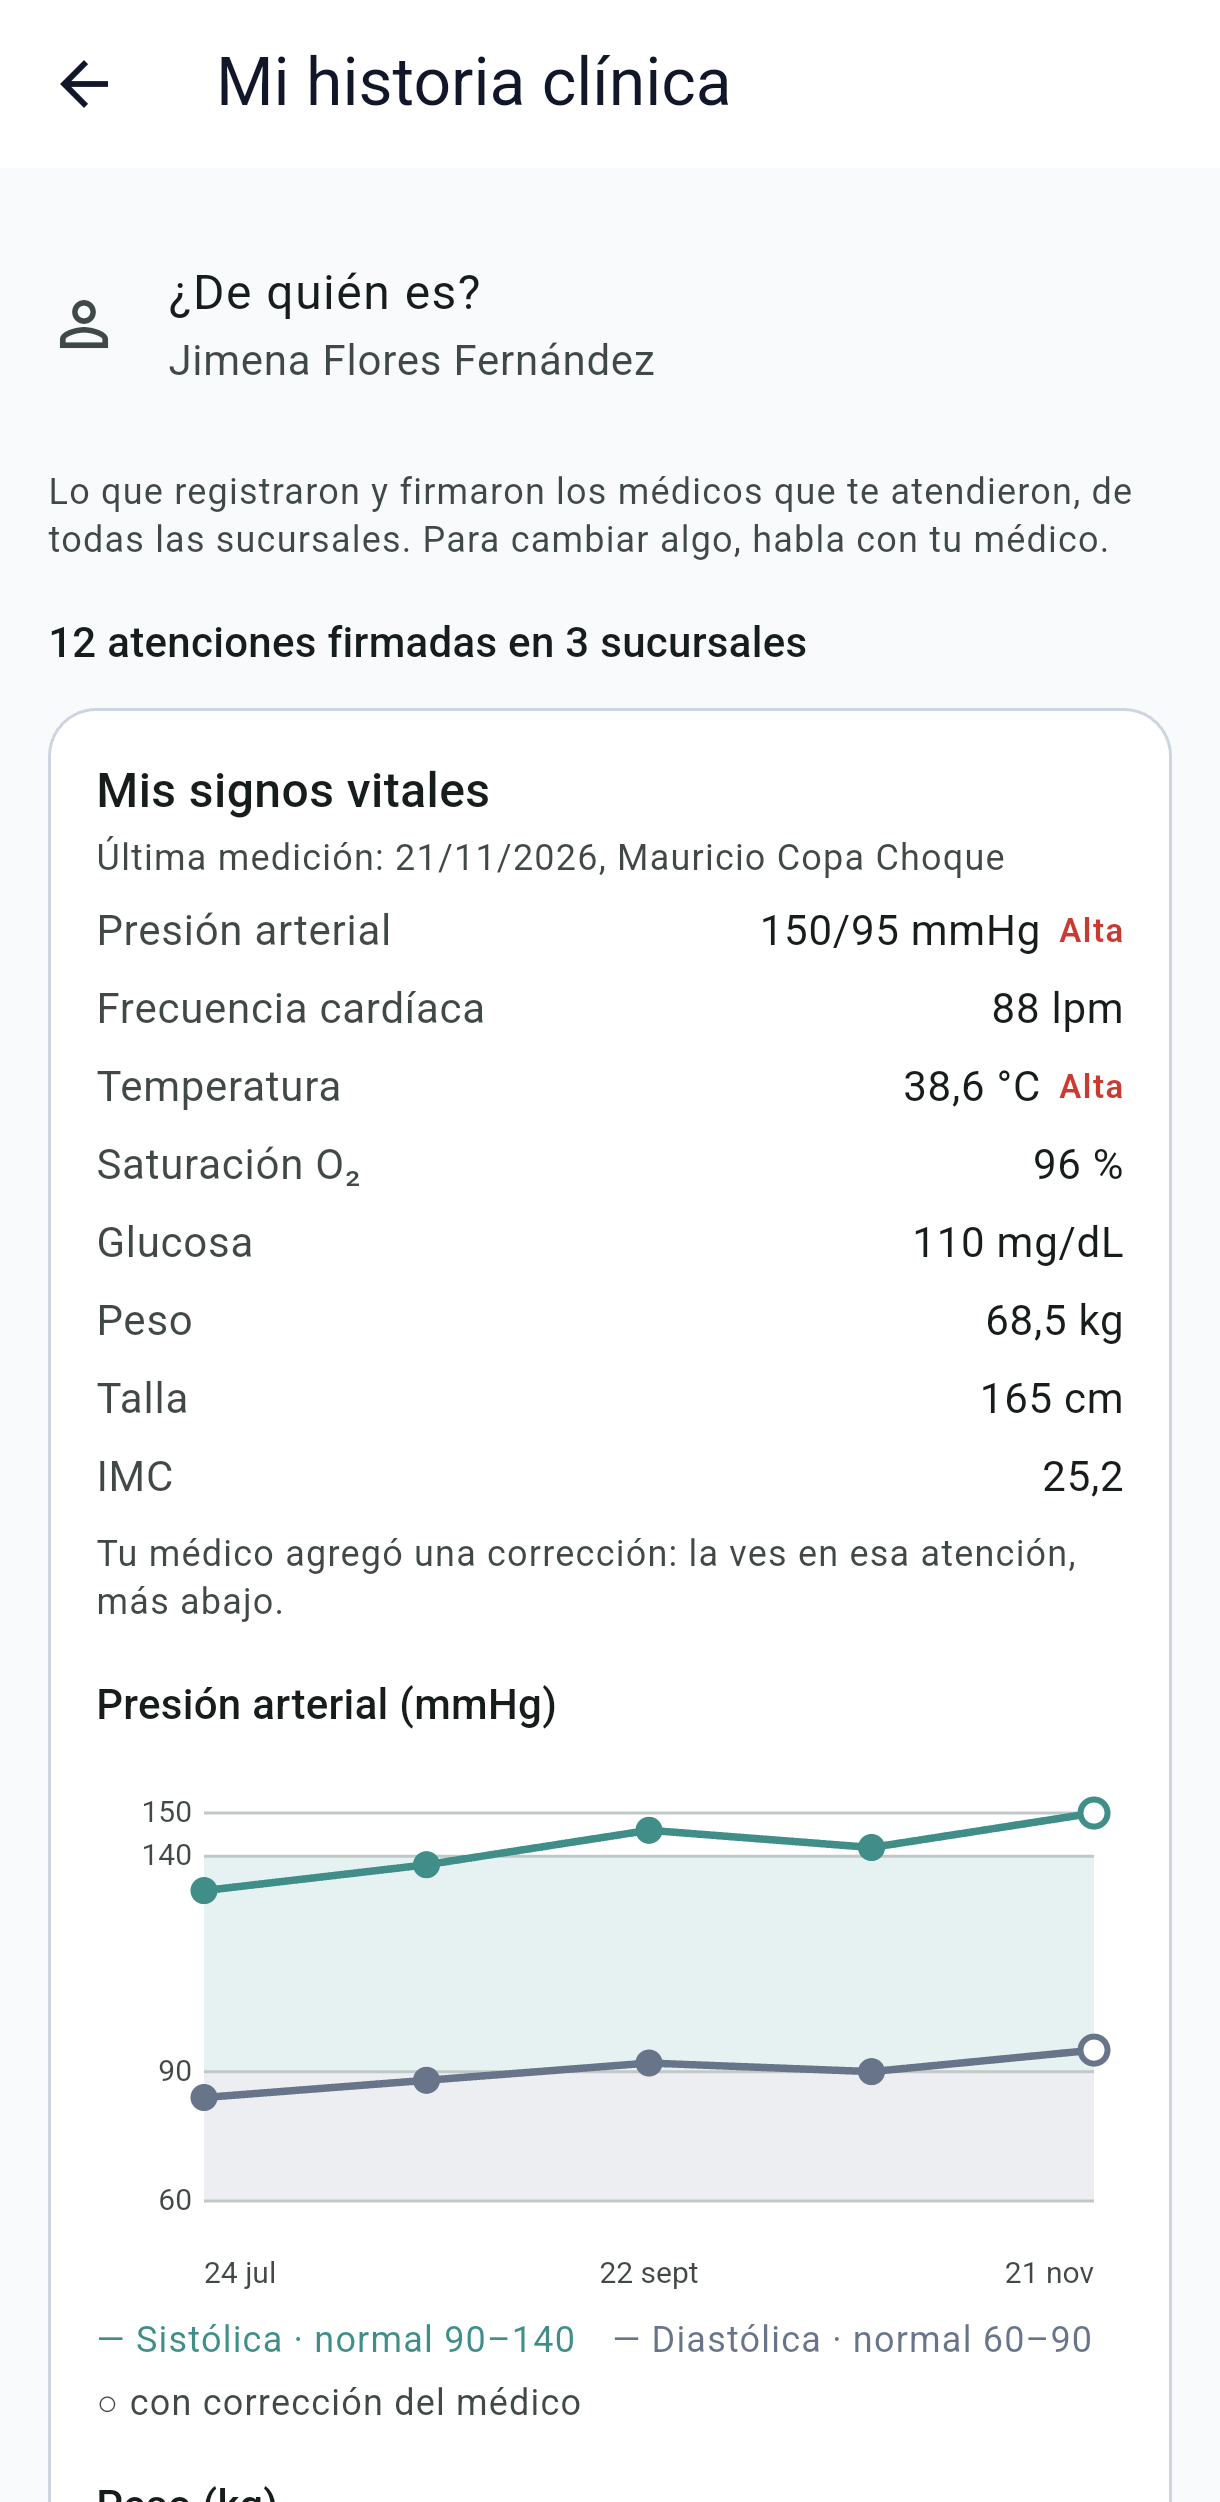 Mi historia clínica
¿De quién es?
Jimena Flores Fernández
Lo que registraron y firmaron los médicos que te atendieron, de
todas las sucursales. Para cambiar algo, habla con tu médico.
12 atenciones firmadas en 3 sucursales
Mis signos vitales
Última medición: 21/11/2026, Mauricio Copa Choque
Presión arterial 150/95 mmHg Alta
Frecuencia cardíaca 88 lpm
Temperatura 38,6 °C Alta
Saturación O₂ 96 %
Glucosa 110 mg/dL
Peso 68,5 kg
Talla 165 cm
IMC 25,2
Tu médico agregó una corrección: la ves en esa atención,
más abajo.
Presión arterial (mmHg)
150
140
90
60
24 jul 22 sept 21 nov
— Sistólica · normal 90–140 — Diastólica · normal 60–90
○ con corrección del médico
Peso (kg)